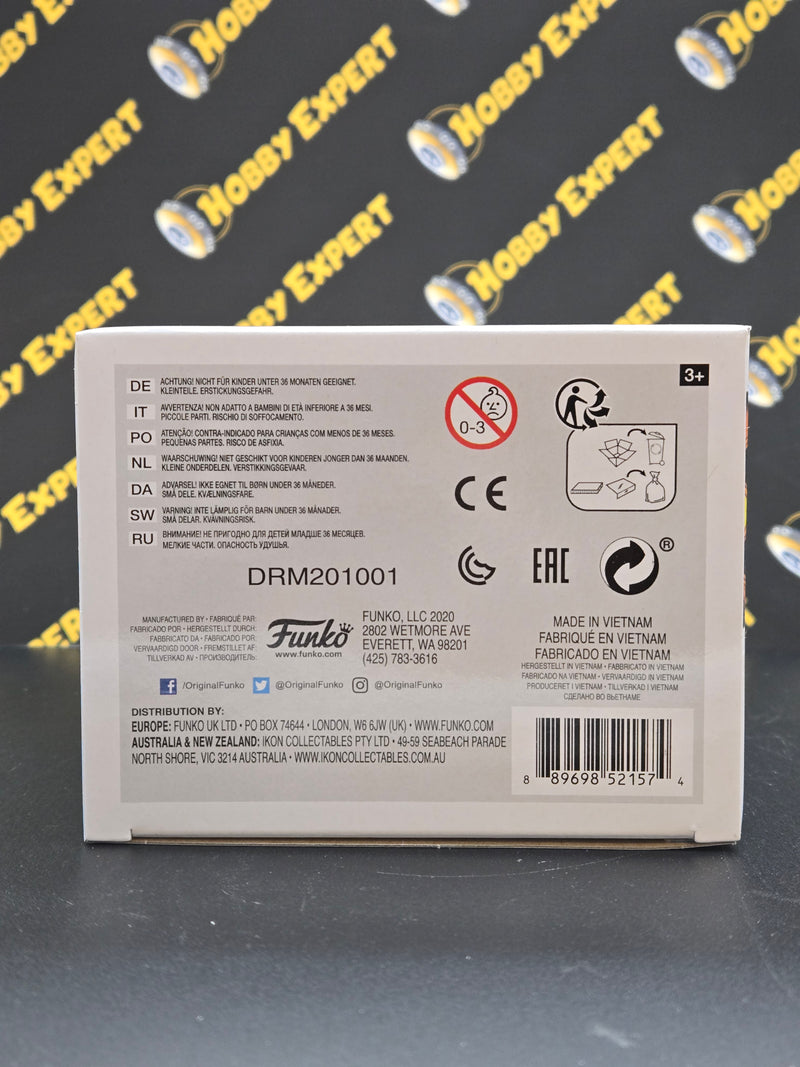 HOBBY EXPERT
HOBBY EXPERT
HOBBY EXPERT
HOBBY EXPERT
HOBBY EXPERT
3+
DE ACHTUNG! NICHT FÜR KINDER UNTER 36 MONATEN GEEIGNET.
KLEINTEILE. ERSTICKUNGSGEFAHR.
IT AVVERTENZA! NON ADATTO A BAMBINI DI ETÀ INFERIORE A 36 MESI.
PICCOLE PARTI. RISCHIO DI SOFFOCAMENTO.
PO ATENÇÃO! CONTRA-INDICADO PARA CRIANÇAS COM MENOS DE 36 MESES.
PEQUENAS PARTES. RISCO DE ASFIXIA.
NL WAARSCHUWING! NIET GESCHIKT VOOR KINDEREN JONGER DAN 36 MAANDEN.
KLEINE ONDERDELEN. VERSTIKKINGSGEVAAR.
DA ADVARSEL! IKKE EGNET TIL BØRN UNDER 36 MÅNEDER.
SMÅ DELE. KVÆLNINGSFARE.
SW VARNING! INTE LÄMPLIG FÖR BARN UNDER 36 MÅNADER.
SMÅ DELAR. KVÄVNINGSRISK.
RU ВНИМАНИЕ! НЕ ПРИГОДНО ДЛЯ ДЕТЕЙ МЛАДШЕ 36 МЕСЯЦЕВ.
МЕЛКИЕ ЧАСТИ. ОПАСНОСТЬ УДУШЬЯ.
0-3
CE
EAC
®
DRM201001
MANUFACTURED BY • FABRIQUÉ PAR:
FABRICADO POR • HERGESTELLT DURCH:
FABBRICATO DA • FABRICADO POR:
VERVAARDIGD DOOR • FREMSTILLET AF:
TILLVERKAD AV • ПРОИЗВОДИТЕЛЬ:
Funko
www.funko.com
FUNKO, LLC 2020
2802 WETMORE AVE
EVERETT, WA 98201
(425) 783-3616
MADE IN VIETNAM
FABRIQUÉ EN VIETNAM
FABRICADO EN VIETNAM
HERGESTELLT IN VIETNAM • FABBRICATO IN VIETNAM
FABRICADO NA VIETNAM • VERVAARDIGD IN VIETNAM
PRODUCERET I VIETNAM • TILLVERKAD I VIETNAM
СДЕЛАНО ВО ВЬЕТНАМЕ
/OriginalFunko @OriginalFunko @OriginalFunko
DISTRIBUTION BY:
EUROPE: FUNKO UK LTD • PO BOX 74644 • LONDON, W6 6JW (UK) • WWW.FUNKO.COM
AUSTRALIA & NEW ZEALAND: IKON COLLECTABLES PTY LTD • 49-59 SEABEACH PARADE
NORTH SHORE, VIC 3214 AUSTRALIA • WWW.IKONCOLLECTABLES.COM.AU
8 89698 52157 4